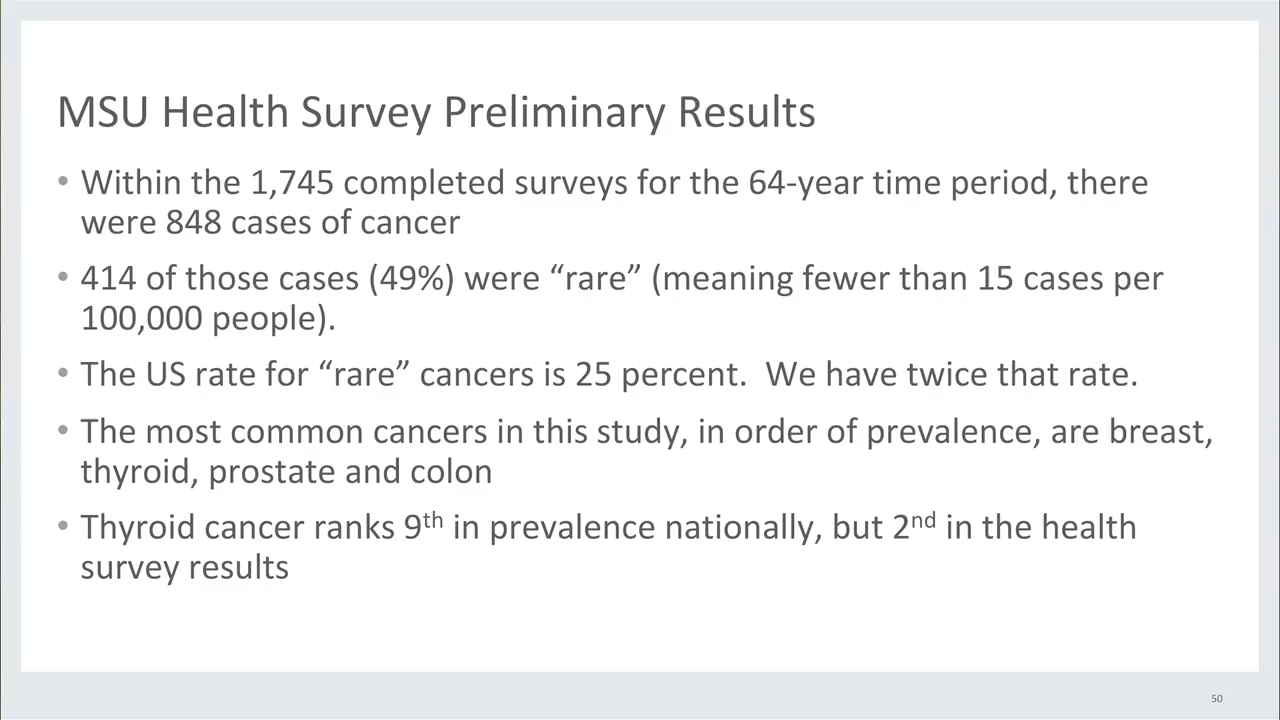 MSU Health Survey Preliminary Results
• Within the 1,745 completed surveys for the 64-year time period, there
were 848 cases of cancer
• 414 of those cases (49%) were “rare” (meaning fewer than 15 cases per
100,000 people).
• The US rate for “rare” cancers is 25 percent.  We have twice that rate.
• The most common cancers in this study, in order of prevalence, are breast,
thyroid, prostate and colon
• Thyroid cancer ranks 9th in prevalence nationally, but 2nd in the health
survey results
50